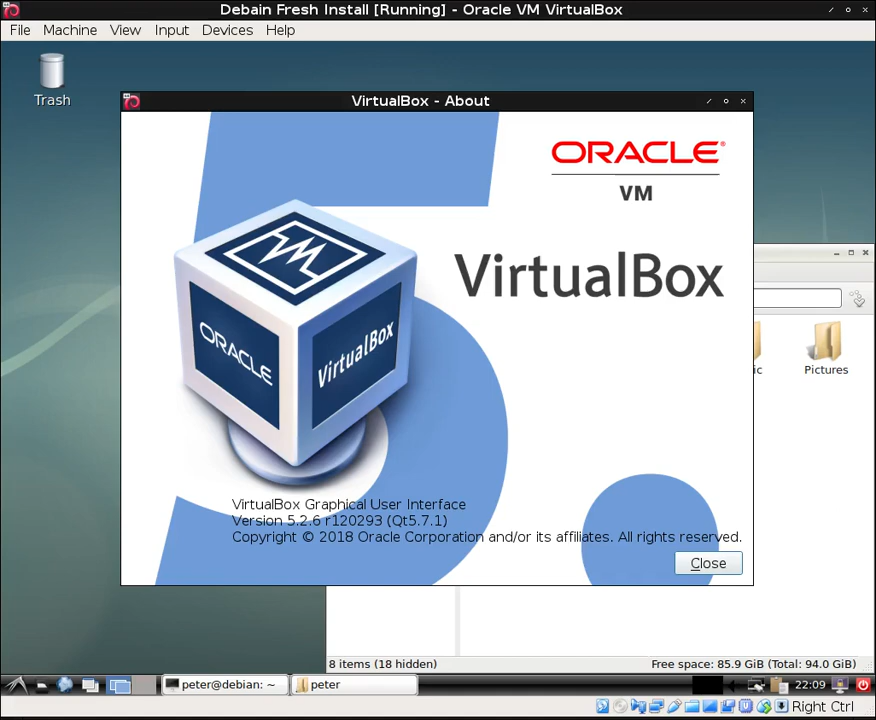 Debain Fresh Install [Running] - Oracle VM VirtualBox
File Machine View Input Devices Help
Trash
VirtualBox - About
ORACLE®
VM
VirtualBox
ORACLE
VirtualBox
ic
Pictures
VirtualBox Graphical User Interface
Version 5.2.6 r120293 (Qt5.7.1)
Copyright © 2018 Oracle Corporation and/or its affiliates. All rights reserved.
Close
8 items (18 hidden)
Free space: 85.9 GiB (Total: 94.0 GiB)
peter@debian: ~
peter
22:09
Right Ctrl